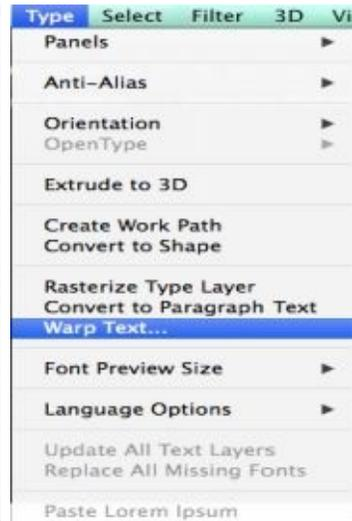 Type Select Filter 3D Vi
Panels
Anti-Alias
Orientation
OpenType
Extrude to 3D
Create Work Path
Convert to Shape
Rasterize Type Layer
Convert to Paragraph Text
Warp Text...
Font Preview Size
Language Options
Update All Text Layers
Replace All Missing Fonts
Paste Lorem Ipsum